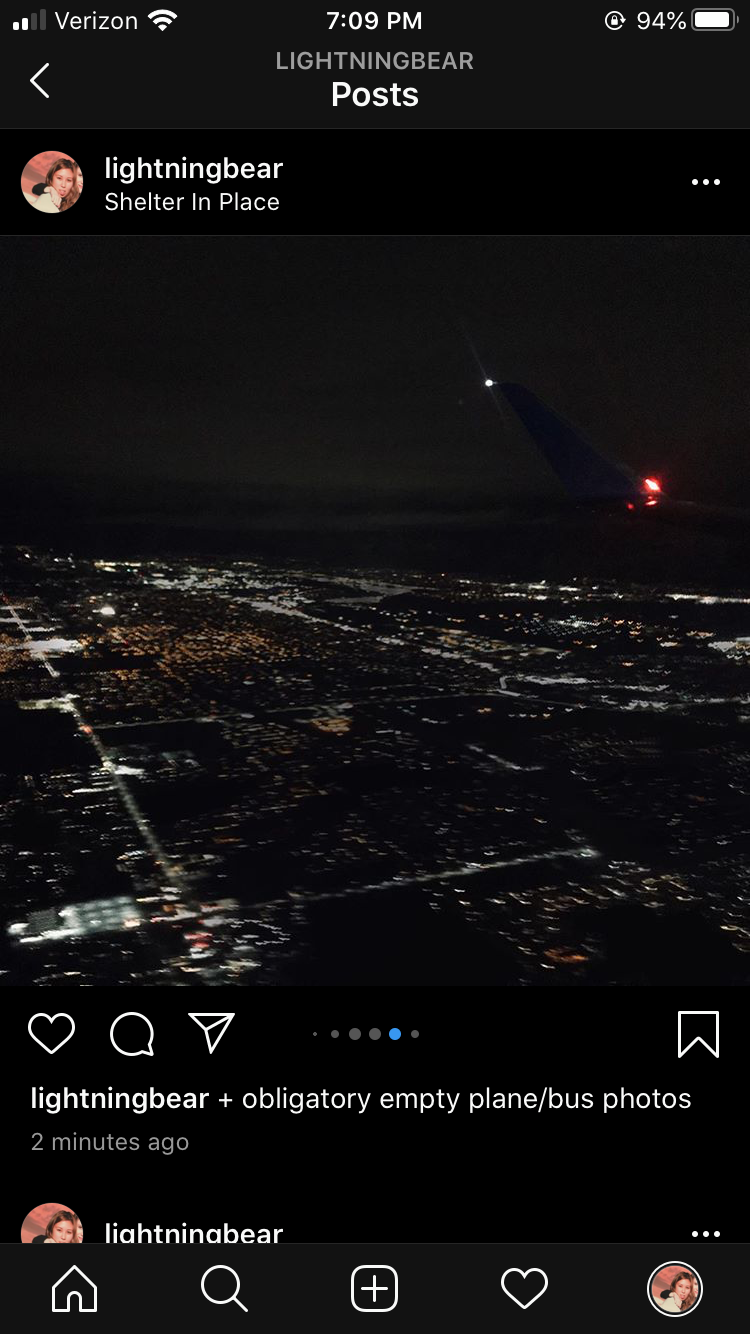 Verizon 7:09 PM 94%
LIGHTNINGBEAR
Posts
lightningbear
Shelter In Place
lightningbear + obligatory empty plane/bus photos
2 minutes ago
lightningbear